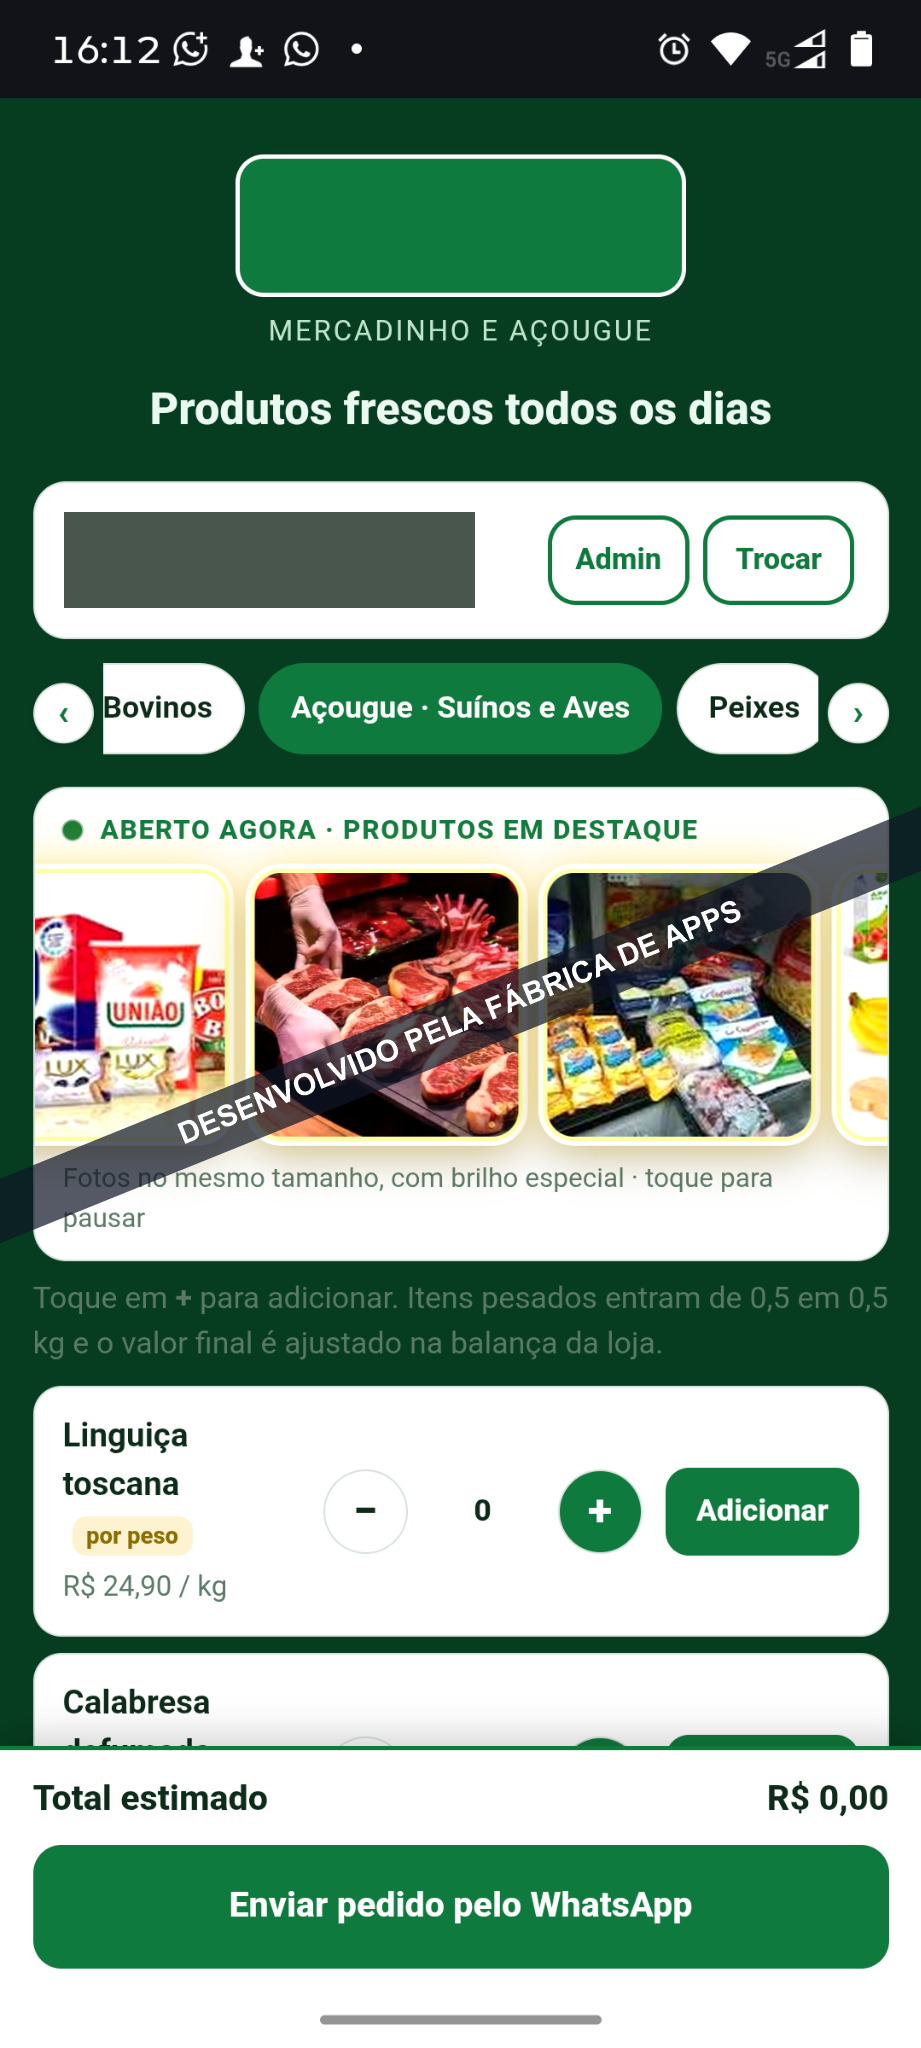 16:12
5G
MERCADINHO E AÇOUGUE
Produtos frescos todos os dias
Admin
Trocar
‹
Bovinos
Açougue · Suínos e Aves
Peixes
›
ABERTO AGORA · PRODUTOS EM DESTAQUE
UNIÃO
LUX
LUX
DESENVOLVIDO PELA FÁBRICA DE APPS
Fotos no mesmo tamanho, com brilho especial · toque para
pausar
Toque em + para adicionar. Itens pesados entram de 0,5 em 0,5
kg e o valor final é ajustado na balança da loja.
Linguiça
toscana
por peso
R$ 24,90 / kg
−
0
+
Adicionar
Calabresa
Total estimado
R$ 0,00
Enviar pedido pelo WhatsApp